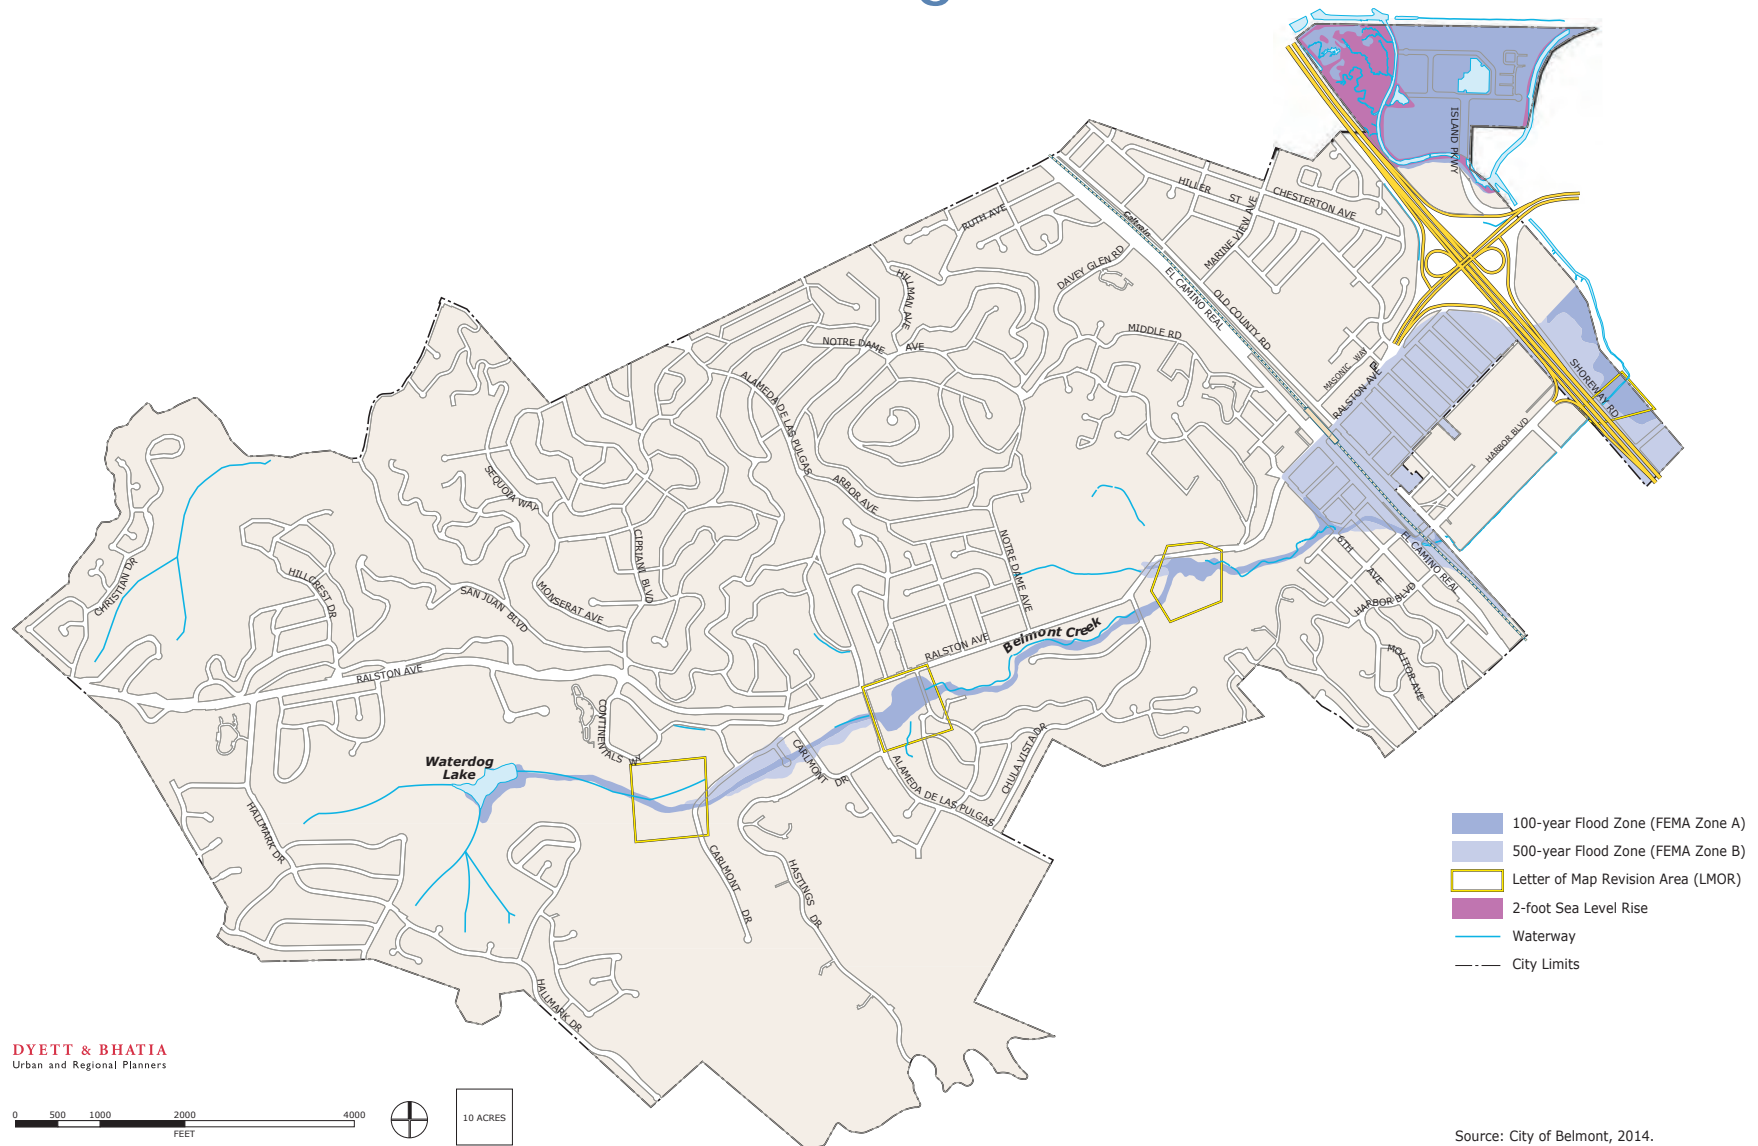 ISLAND PKWY
HILLER ST
CHESTERTON AVE
RUTH AVE
Caltrain
MARINE VIEW AVE
DAVEY GLEN RD
HILLMAN AVE
EL CAMINO REAL
OLD COUNTY RD
MIDDLE RD
NOTRE DAME AVE
MASONIC WAY
RALSTON AVE
SHOREWAY RD
ALAMEDA DE LAS PULGAS
HARBOR BLVD
SEQUOIA WAY
ARBOR AVE
CIPRIANI BLVD
NOTRE DAME AVE
6TH AVE
EL CAMINO REAL
CHRISTIAN DR
HILLCREST DR
SAN JUAN BLVD
MONSERAT AVE
HARBOR BLVD
Belmont Creek
RALSTON AVE
MOLITOR AVE
RALSTON AVE
CONTINENTALS WY
CARLMONT DR
CHULA VISTA DR
Waterdog
Lake
ALAMEDA DE LAS PULGAS
HALLMARK DR
CARLMONT DR
HASTINGS DR
HALLMARK DR
100-year Flood Zone (FEMA Zone A)
500-year Flood Zone (FEMA Zone B)
Letter of Map Revision Area (LMOR)
2-foot Sea Level Rise
Waterway
City Limits
DYETT & BHATIA
Urban and Regional Planners
0 500 1000 2000 4000
FEET
10 ACRES
Source: City of Belmont, 2014.